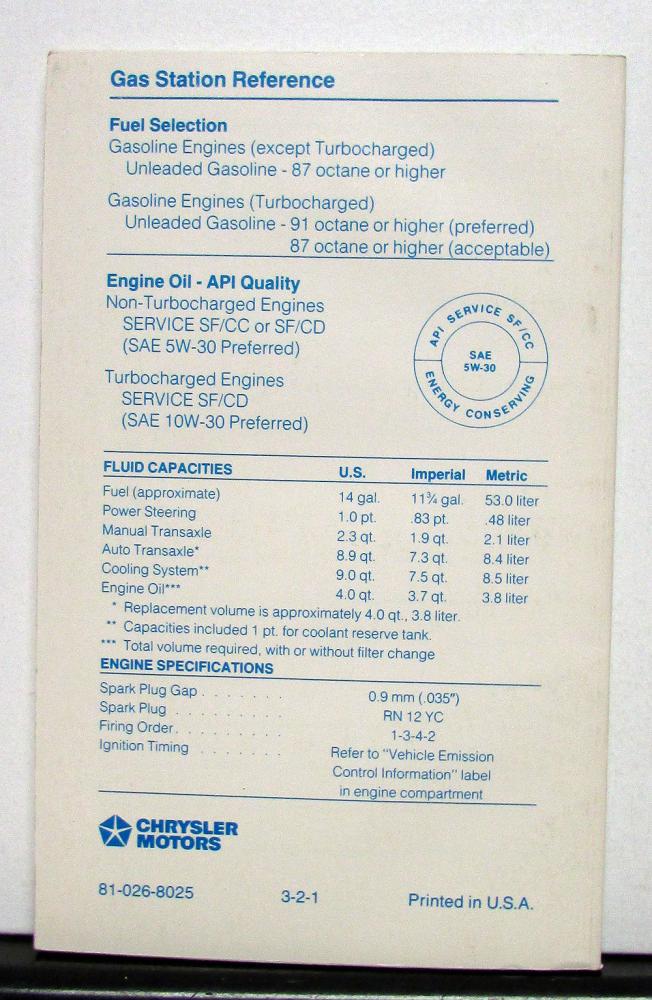 Gas Station Reference
Fuel Selection
Gasoline Engines (except Turbocharged)
Unleaded Gasoline - 87 octane or higher
Gasoline Engines (Turbocharged)
Unleaded Gasoline - 91 octane or higher (preferred)
87 octane or higher (acceptable)
Engine Oil - API Quality
Non-Turbocharged Engines
SERVICE SF/CC or SF/CD
(SAE 5W-30 Preferred)
Turbocharged Engines
SERVICE SF/CD
(SAE 10W-30 Preferred)
API SERVICE SF/CC
SAE
5W-30
ENERGY CONSERVING
FLUID CAPACITIES U.S. Imperial Metric
Fuel (approximate) 14 gal. 11¾ gal. 53.0 liter
Power Steering 1.0 pt. .83 pt. .48 liter
Manual Transaxle 2.3 qt. 1.9 qt. 2.1 liter
Auto Transaxle* 8.9 qt. 7.3 qt. 8.4 liter
Cooling System** 9.0 qt. 7.5 qt. 8.5 liter
Engine Oil*** 4.0 qt. 3.7 qt. 3.8 liter
* Replacement volume is approximately 4.0 qt., 3.8 liter.
** Capacities included 1 pt. for coolant reserve tank.
*** Total volume required, with or without filter change
ENGINE SPECIFICATIONS
Spark Plug Gap . . . . . . . 0.9 mm (.035")
Spark Plug . . . . . . . . . RN 12 YC
Firing Order . . . . . . . . . 1-3-4-2
Ignition Timing . . . . . . . Refer to "Vehicle Emission
Control Information" label
in engine compartment
CHRYSLER
MOTORS
81-026-8025 3-2-1 Printed in U.S.A.